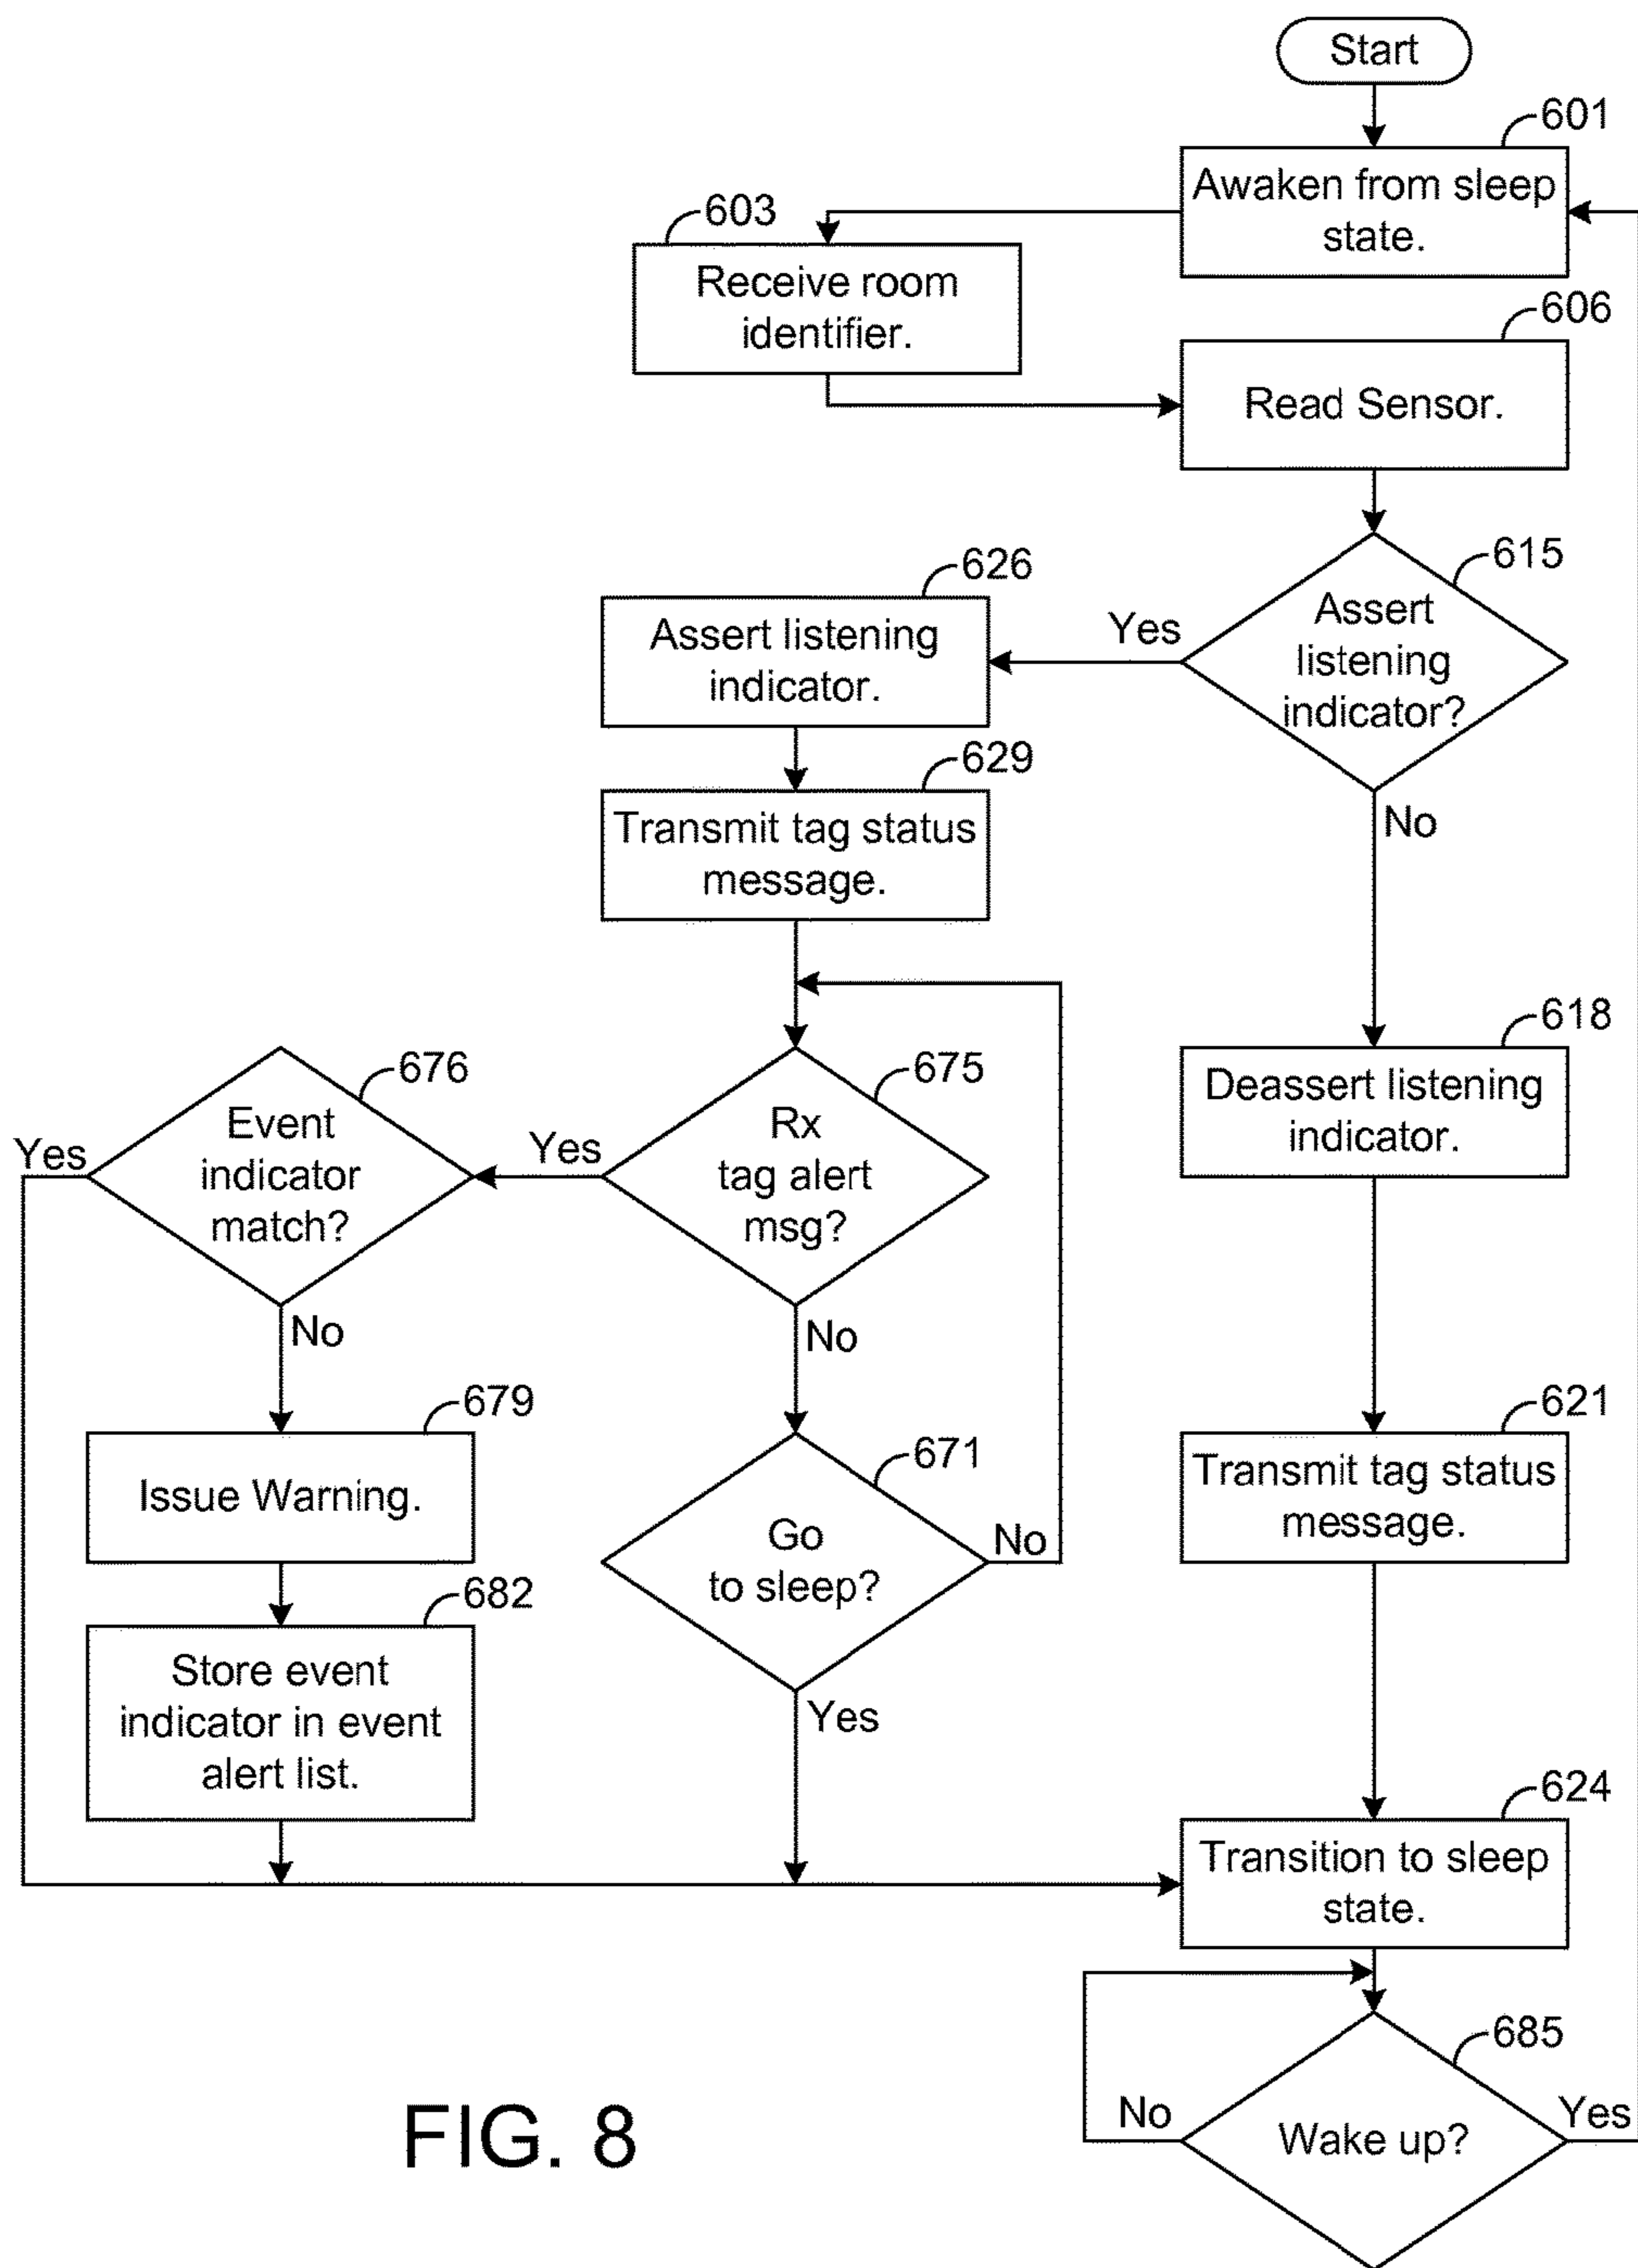 Start
601
Awaken from sleep
state.
603
Receive room
identifier.
606
Read Sensor.
615
Assert
listening
indicator?
Yes
No
626
Assert listening
indicator.
629
Transmit tag status
message.
618
Deassert listening
indicator.
675
Rx
tag alert
msg?
Yes
No
676
Event
indicator
match?
Yes
No
679
Issue Warning.
671
Go
to sleep?
No
Yes
621
Transmit tag status
message.
682
Store event
indicator in event
alert list.
624
Transition to sleep
state.
685
Wake up?
No
Yes
FIG. 8